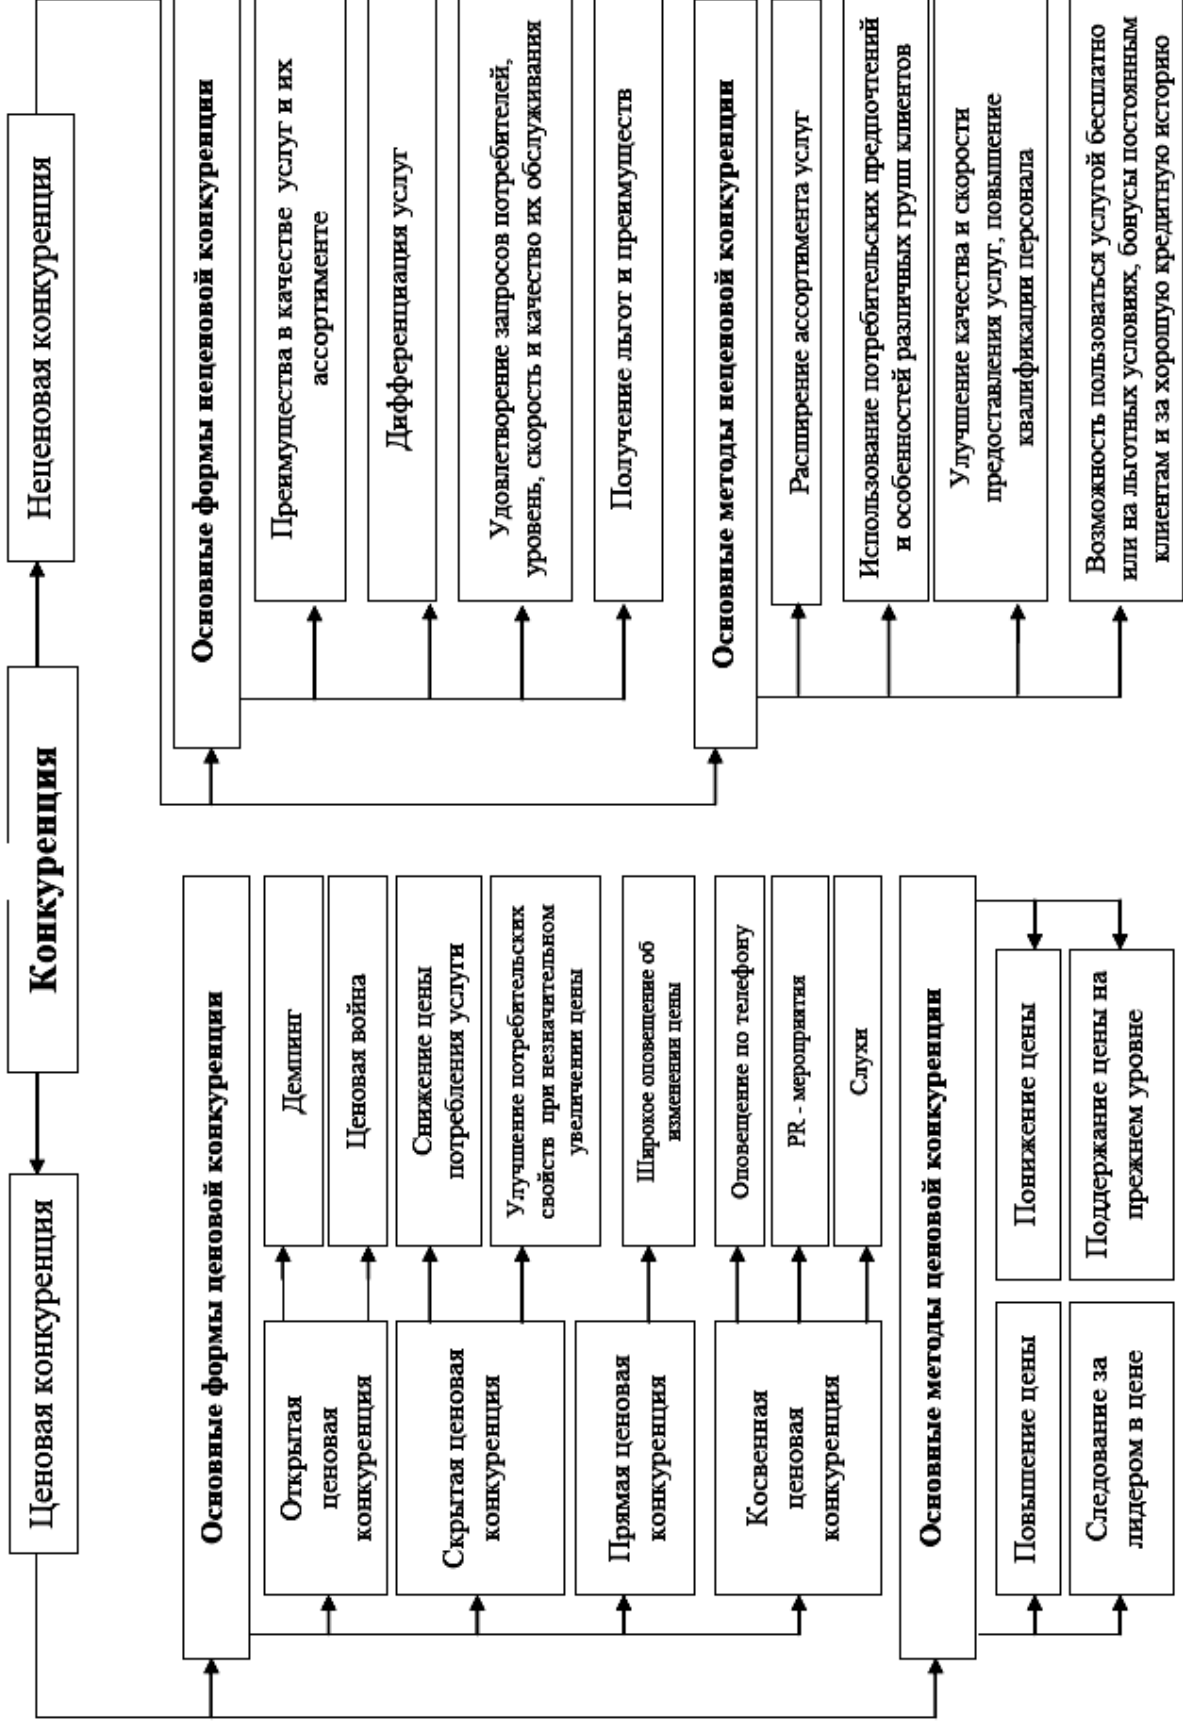 Конкуренция
Ценовая конкуренция
Неценовая конкуренция
Основные формы ценовой конкуренции
Открытая
ценовая
конкуренция
Демпинг
Ценовая война
Скрытая ценовая
конкуренция
Снижение цены
потребления услуги
Улучшение потребительских
свойств при незначительном
увеличении цены
Прямая ценовая
конкуренция
Широкое оповещение об
изменении цены
Косвенная
ценовая
конкуренция
Оповещение по телефону
PR - мероприятия
Слухи
Основные методы ценовой конкуренции
Повышение цены
Понижение цены
Следование за
лидером в цене
Поддержание цены на
прежнем уровне
Основные формы неценовой конкуренции
Преимущества в качестве услуг и их
ассортименте
Дифференциация услуг
Удовлетворение запросов потребителей,
уровень, скорость и качество их обслуживания
Получение льгот и преимуществ
Основные методы неценовой конкуренции
Расширение ассортимента услуг
Использование потребительских предпочтений
и особенностей различных групп клиентов
Улучшение качества и скорости
предоставления услуг, повышение
квалификации персонала
Возможность пользоваться услугой бесплатно
или на льготных условиях, бонусы постоянным
клиентам и за хорошую кредитную историю